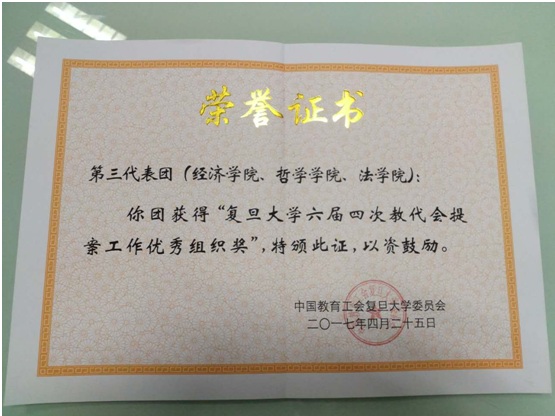 荣誉证书
第三代表团（经济学院、哲学学院、法学院）：
你团获得“复旦大学六届四次教代会提
案工作优秀组织奖”，特颁此证，以资鼓励。
中国教育工会复旦大学委员会
二〇一七年四月二十五日